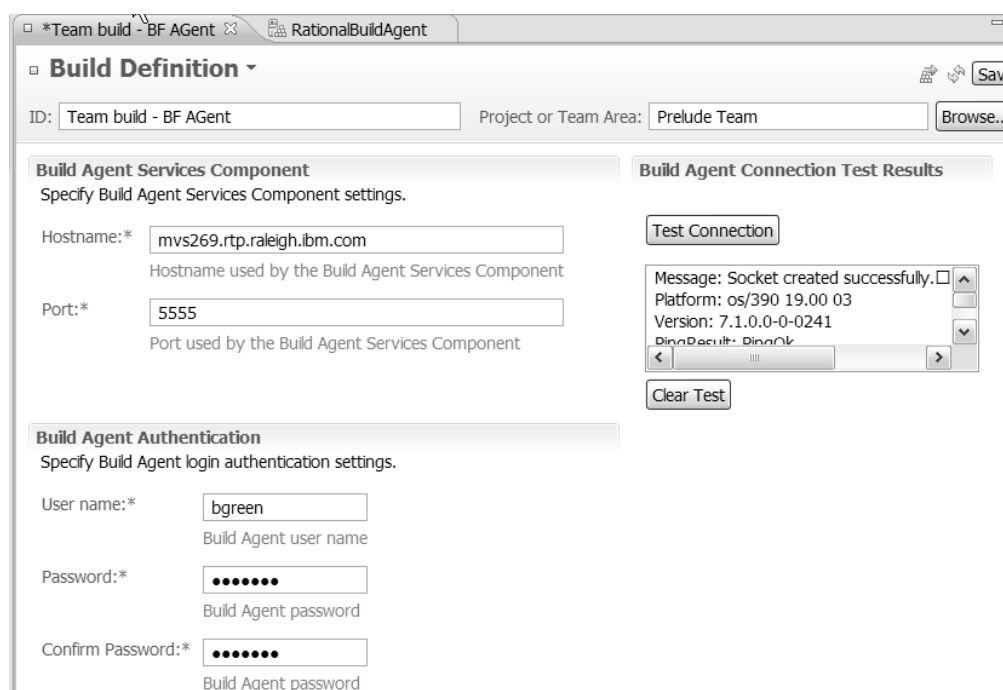 *Team build - BF AGent RationalBuildAgent
Build Definition
Sav
ID: Team build - BF AGent Project or Team Area: Prelude Team Browse..
Build Agent Services Component
Specify Build Agent Services Component settings.
Hostname:* mvs269.rtp.raleigh.ibm.com
Hostname used by the Build Agent Services Component
Port:* 5555
Port used by the Build Agent Services Component
Build Agent Connection Test Results
Test Connection
Message: Socket created successfully.
Platform: os/390 19.00 03
Version: 7.1.0.0-0-0241
PingResult: PingOk
Clear Test
Build Agent Authentication
Specify Build Agent login authentication settings.
User name:* bgreen
Build Agent user name
Password:* •••••••
Build Agent password
Confirm Password:* •••••••
Build Agent password